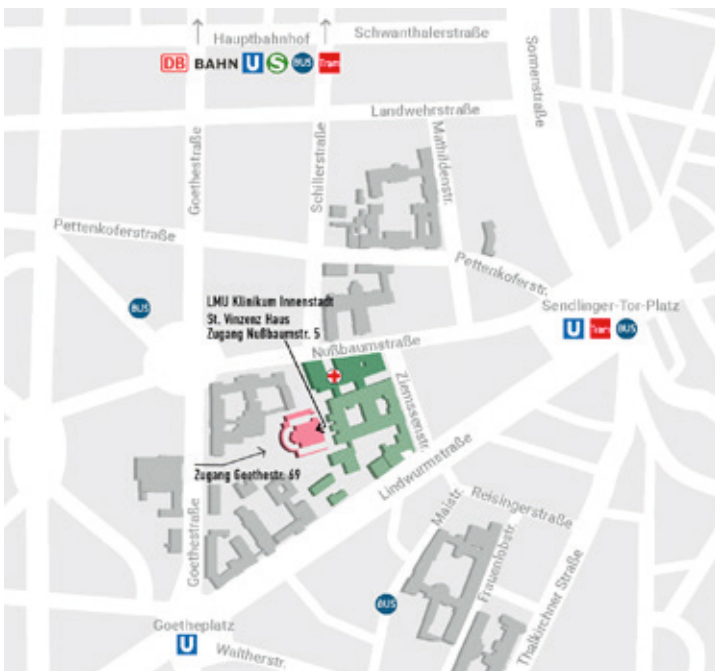 Hauptbahnhof
DB BAHN U S BUS Tram
Schwanthalerstraße
Sonnenstraße
Landwehrstraße
Goethestraße
Schillerstraße
Mathildenstr.
Pettenkoferstraße
Pettenkoferstr.
BUS
LMU Klinikum Innenstadt
St. Vinzenz Haus
Zugang Nußbaumstr. 5
Sendlinger-Tor-Platz
U Tram BUS
Nußbaumstraße
Ziemssenstr.
Zugang Goethestr. 69
Lindwurmstraße
Goethestraße
Maistr.
Reisingerstraße
Frauenlobstr.
Thalkirchner Straße
BUS
Goetheplatz
U
Waltherstr.